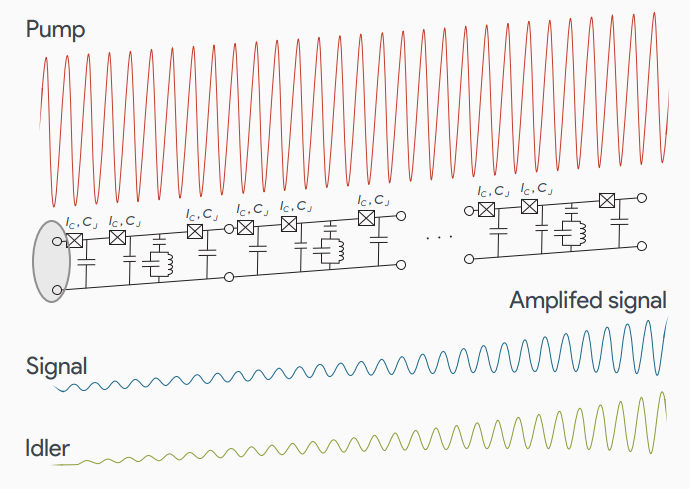 Pump
I_C, C_J
I_C, C_J
I_C, C_J
I_C, C_J
I_C, C_J
I_C, C_J
I_C, C_J
I_C, C_J
. . .
Amplifed signal
Signal
Idler